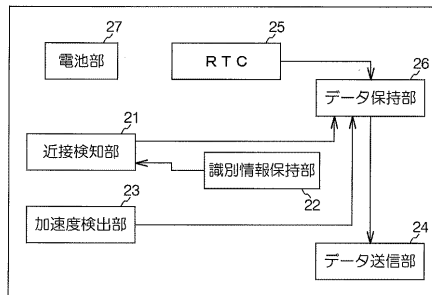 27
電池部
25
RTC
26
データ保持部
21
近接検知部
識別情報保持部
22
23
加速度検出部
24
データ送信部